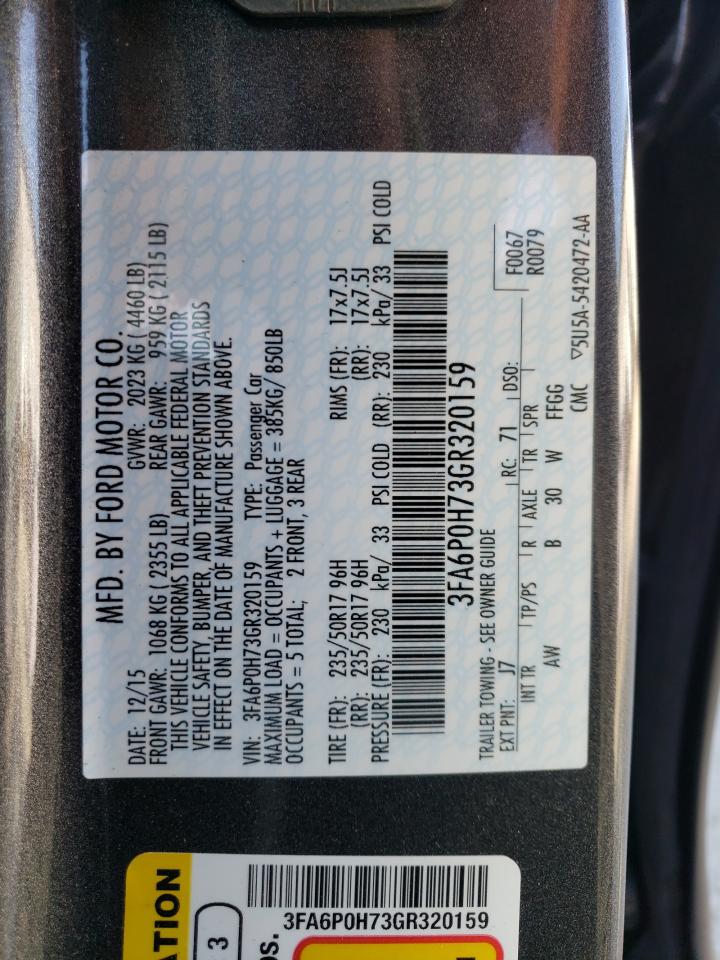 MFD. BY FORD MOTOR CO.
DATE: 12/15 GVWR: 2023 KG ( 4460 LB)
FRONT GAWR: 1068 KG ( 2355 LB) REAR GAWR: 959 KG ( 2115 LB)
THIS VEHICLE CONFORMS TO ALL APPLICABLE FEDERAL MOTOR
VEHICLE SAFETY, BUMPER, AND THEFT PREVENTION STANDARDS
IN EFFECT ON THE DATE OF MANUFACTURE SHOWN ABOVE.
VIN: 3FA6P0H73GR320159 TYPE: Passenger Car
MAXIMUM LOAD = OCCUPANTS + LUGGAGE = 385KG/ 850LB
OCCUPANTS = 5 TOTAL; 2 FRONT, 3 REAR
TIRE (FR): 235/50R17 96H RIMS (FR): 17x7.5J
(RR): 235/50R17 96H (RR): 17x7.5J
PRESSURE (FR): 230 kPa/ 33 PSI COLD (RR): 230 kPa/ 33 PSI COLD
3FA6P0H73GR320159
TRAILER TOWING - SEE OWNER GUIDE
EXT PNT: J7 RC: 71 DSO: F0067
R0079
INT TR TP/PS R AXLE TR SPR
AW B 30 W FFGG
CMC ▽5U5A-5420472-AA
3FA6P0H73GR320159